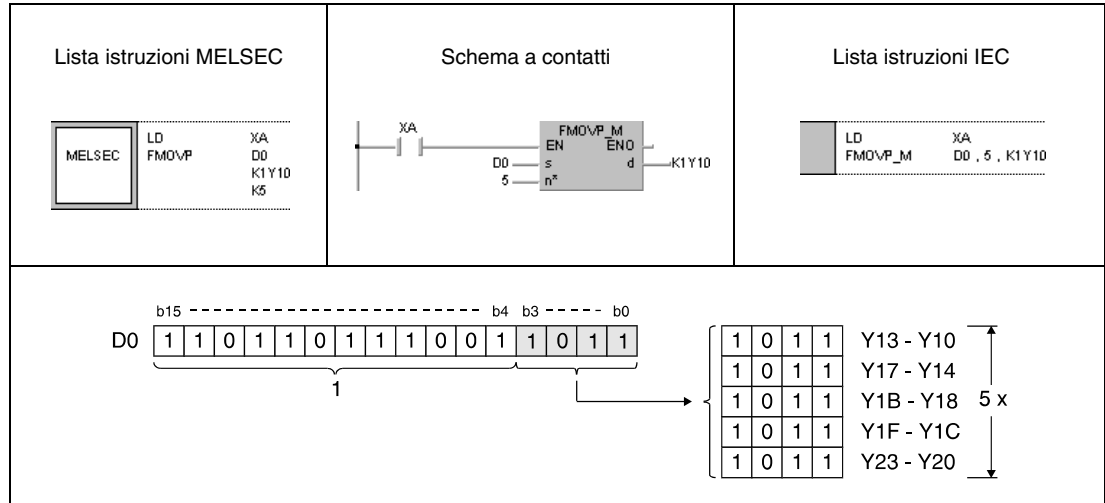 Lista istruzioni MELSEC
Schema a contatti
Lista istruzioni IEC
MELSEC
LD XA
FMOVP D0
K1Y10
K5
XA
FMOVP_M
EN ENO
D0 s d K1Y10
5 n*
LD XA
FMOVP_M D0 , 5 , K1Y10
b15 b4 b3 b0
D0 1 1 0 1 1 0 1 1 1 0 0 1 1 0 1 1
1
1 0 1 1 Y13 - Y10
1 0 1 1 Y17 - Y14
1 0 1 1 Y1B - Y18 5 x
1 0 1 1 Y1F - Y1C
1 0 1 1 Y23 - Y20